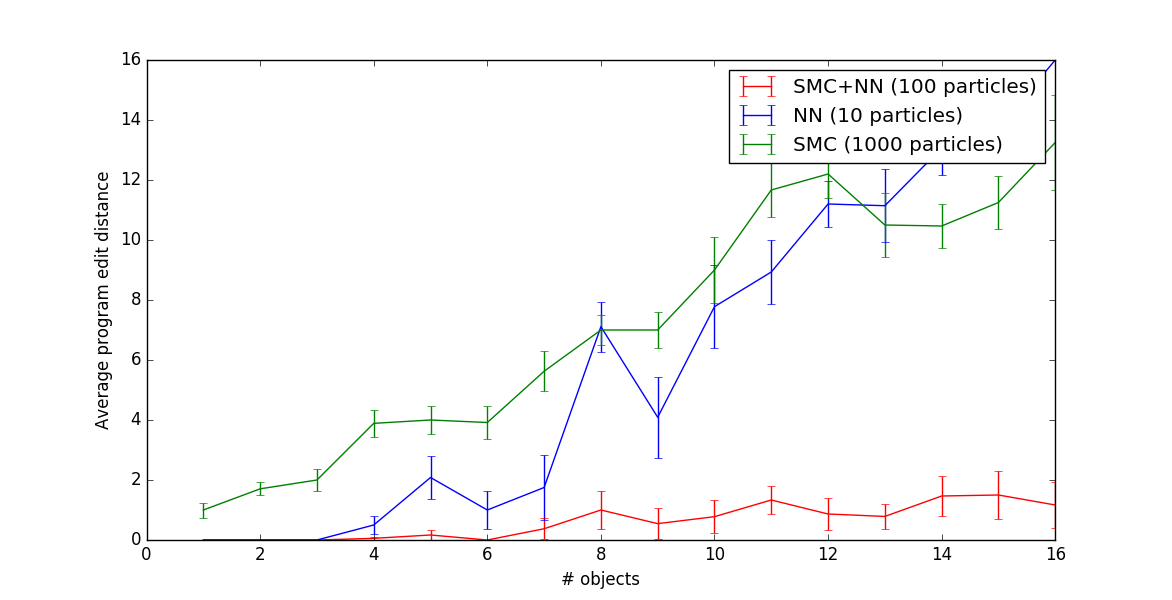 16
14
12
10
8
6
4
2
0
Average program edit distance
SMC+NN (100 particles)
NN (10 particles)
SMC (1000 particles)
0 2 4 6 8 10 12 14 16
# objects